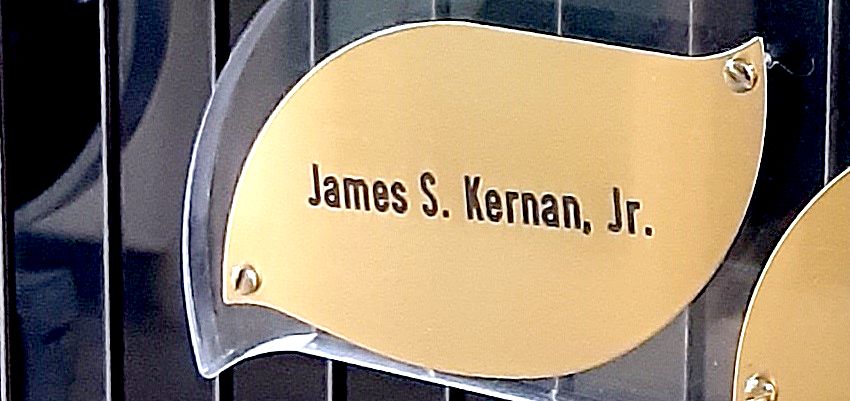 James S. Kernan, Jr.